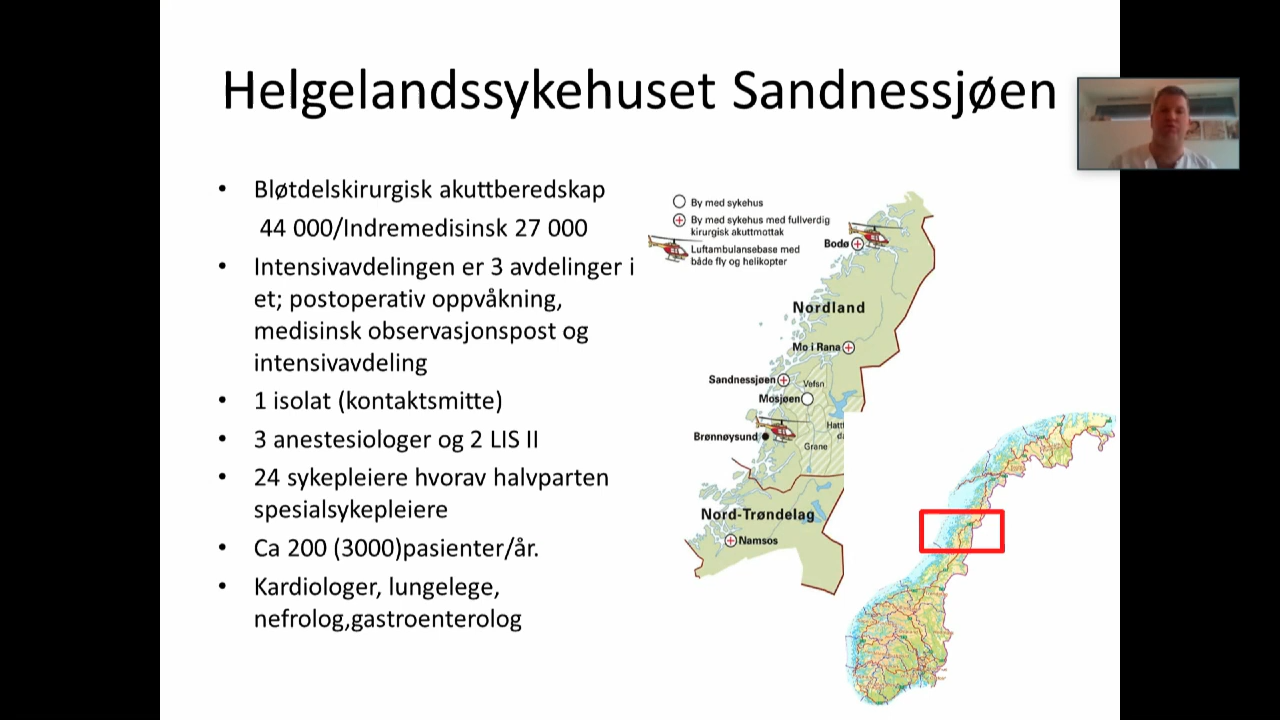 Helgelandssykehuset Sandnessjøen
• Bløtdelskirurgisk akuttberedskap
44 000/Indremedisinsk 27 000
• Intensivavdelingen er 3 avdelinger i
et; postoperativ oppvåkning,
medisinsk observasjonspost og
intensivavdeling
• 1 isolat (kontaktsmitte)
• 3 anestesiologer og 2 LIS II
• 24 sykepleiere hvorav halvparten
spesialsykepleiere
• Ca 200 (3000)pasienter/år.
• Kardiologer, lungelege,
nefrolog,gastroenterolog
By med sykehus
By med sykehus med fullverdig
kirurgisk akuttmottak
Luftambulansebase med
både fly og helikopter
Bodø
Nordland
Mo i Rana
Sandnessjøen
Vefsn
Mosjøen
Hatt
Brønnøysund
Grane
Nord-Trøndelag
Namsos